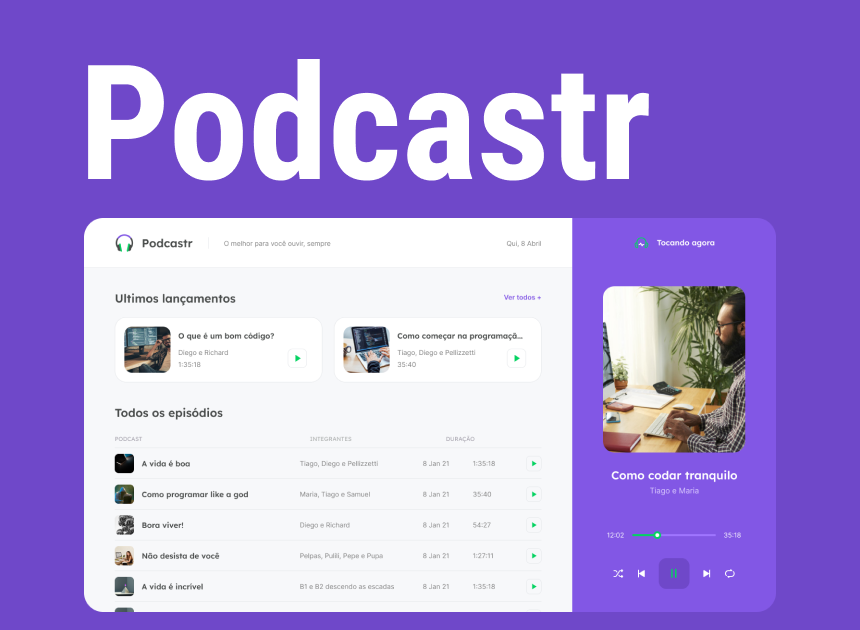 Podcastr
Podcastr
O melhor para você ouvir, sempre
Qui, 8 Abril
Tocando agora
Ultimos lançamentos
Ver todos +
O que é um bom código?
Diego e Richard
1:35:18
Como começar na programaçã...
Tiago, Diego e Pellizzetti
35:40
Todos os episódios
PODCAST INTEGRANTES DURAÇÃO
A vida é boa Tiago, Diego e Pellizzetti 8 Jan 21 1:35:18
Como programar like a god Maria, Tiago e Samuel 8 Jan 21 35:40
Bora viver! Diego e Richard 8 Jan 21 54:27
Não desista de você Pelpas, Pulili, Pepe e Pupa 8 Jan 21 1:27:11
A vida é incrível B1 e B2 descendo as escadas 8 Jan 21 1:35:18
Como codar tranquilo
Tiago e Maria
12:02 35:18